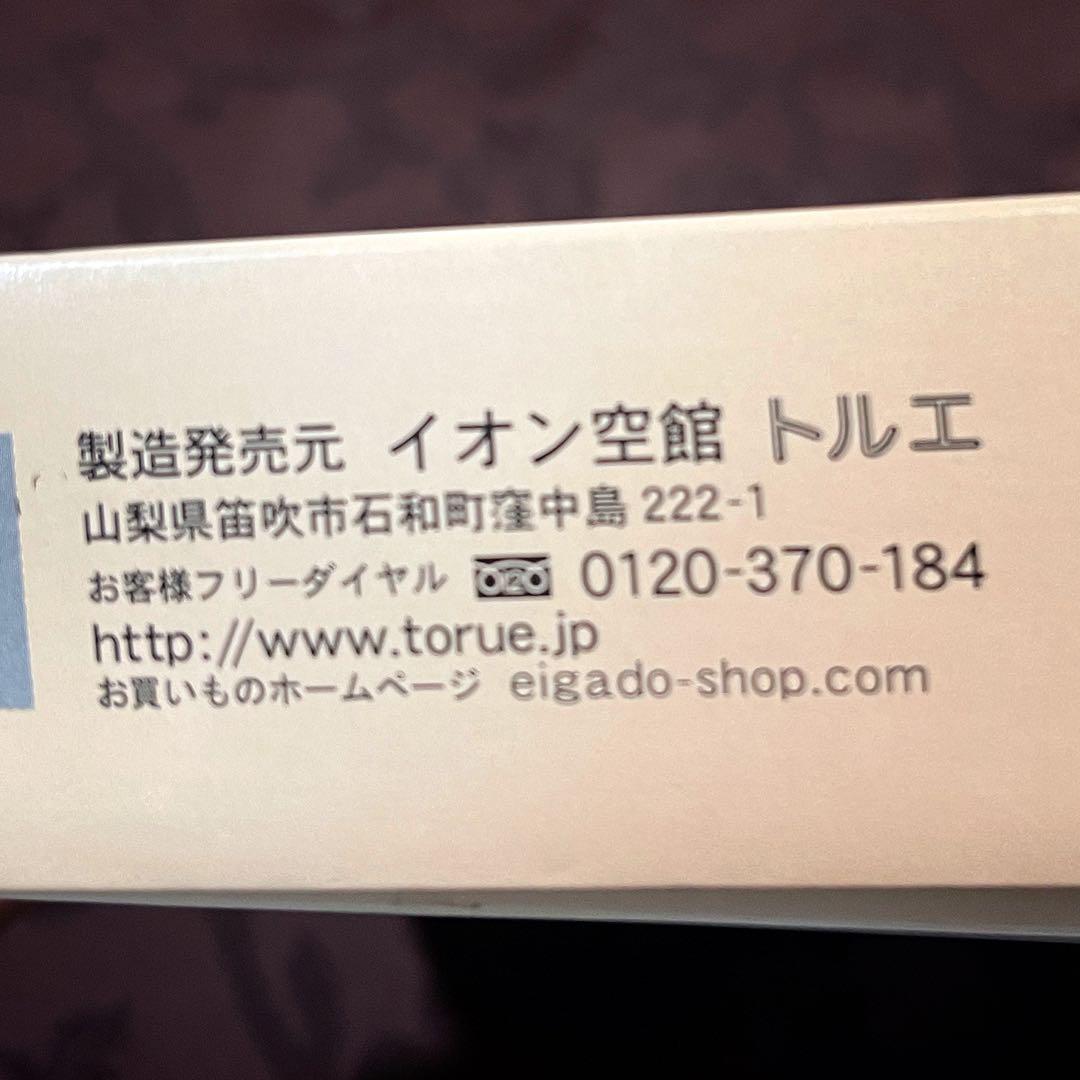 製造発売元 イオン空館 トルエ
山梨県笛吹市石和町窪中島222-1
お客様フリーダイヤル 0120-370-184
http://www.torue.jp
お買いものホームページ eigado-shop.com